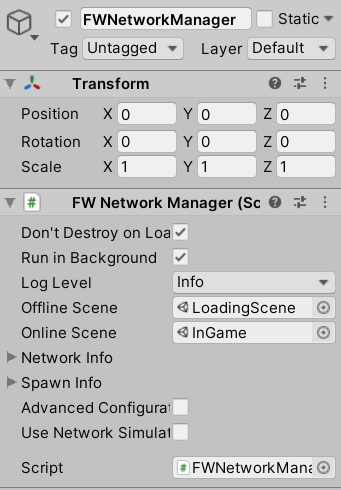 FWNetworkManager Static
Tag Untagged Layer Default
Transform
Position X 0 Y 0 Z 0
Rotation X 0 Y 0 Z 0
Scale X 1 Y 1 Z 1
# FW Network Manager (Sc
Don't Destroy on Loa
Run in Background
Log Level Info
Offline Scene LoadingScene
Online Scene InGame
Network Info
Spawn Info
Advanced Configurat
Use Network Simulat
Script # FWNetworkMana